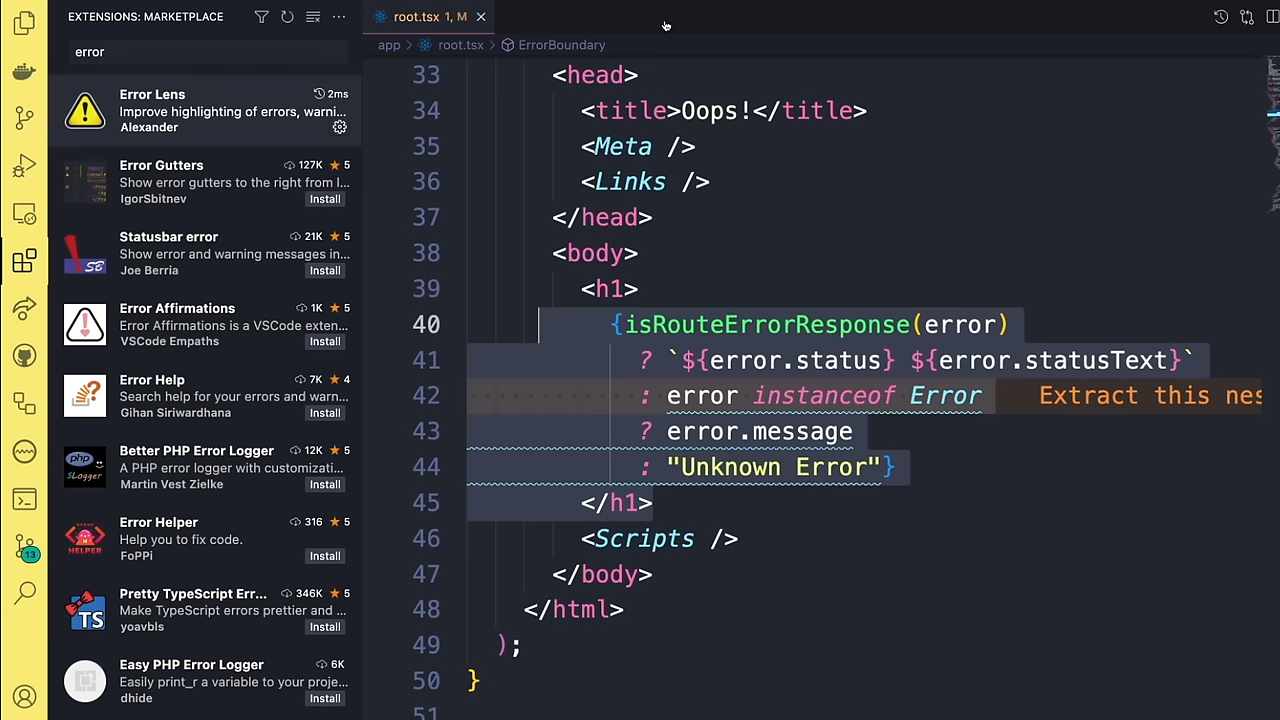 EXTENSIONS: MARKETPLACE
error
Error Lens 2ms
Improve highlighting of errors, warni...
Alexander
Error Gutters 127K ★ 5
Show error gutters to the right from l...
IgorSbitnev Install
Statusbar error 21K ★ 5
Show error and warning messages in...
Joe Berria Install
SB
Error Affirmations 1K ★ 5
Error Affirmations is a VSCode exten...
VSCode Empaths Install
Error Help 7K ★ 4
Search help for your errors and warn...
Gihan Siriwardhana Install
Better PHP Error Logger 12K ★ 5
A PHP error logger with customizati...
Martin Vest Zielke Install
php
$Logger
Error Helper 316 ★ 5
Help you to fix code.
FoPPi Install
HELPER
Pretty TypeScript Err... 346K ★ 5
Make TypeScript errors prettier and ...
yoavbls Install
TS
Easy PHP Error Logger 6K
Easily print_r a variable to your proje...
dhide Install
13
root.tsx 1, M
app > root.tsx > ErrorBoundary
33 <head>
34 <title>Oops!</title>
35 <Meta />
36 <Links />
37 </head>
38 <body>
39 <h1>
40 {isRouteErrorResponse(error)
41 ? `${error.status} ${error.statusText}`
42 : error instanceof Error Extract this nes
43 ? error.message
44 : "Unknown Error"}
45 </h1>
46 <Scripts />
47 </body>
48 </html>
49 );
50 }
51